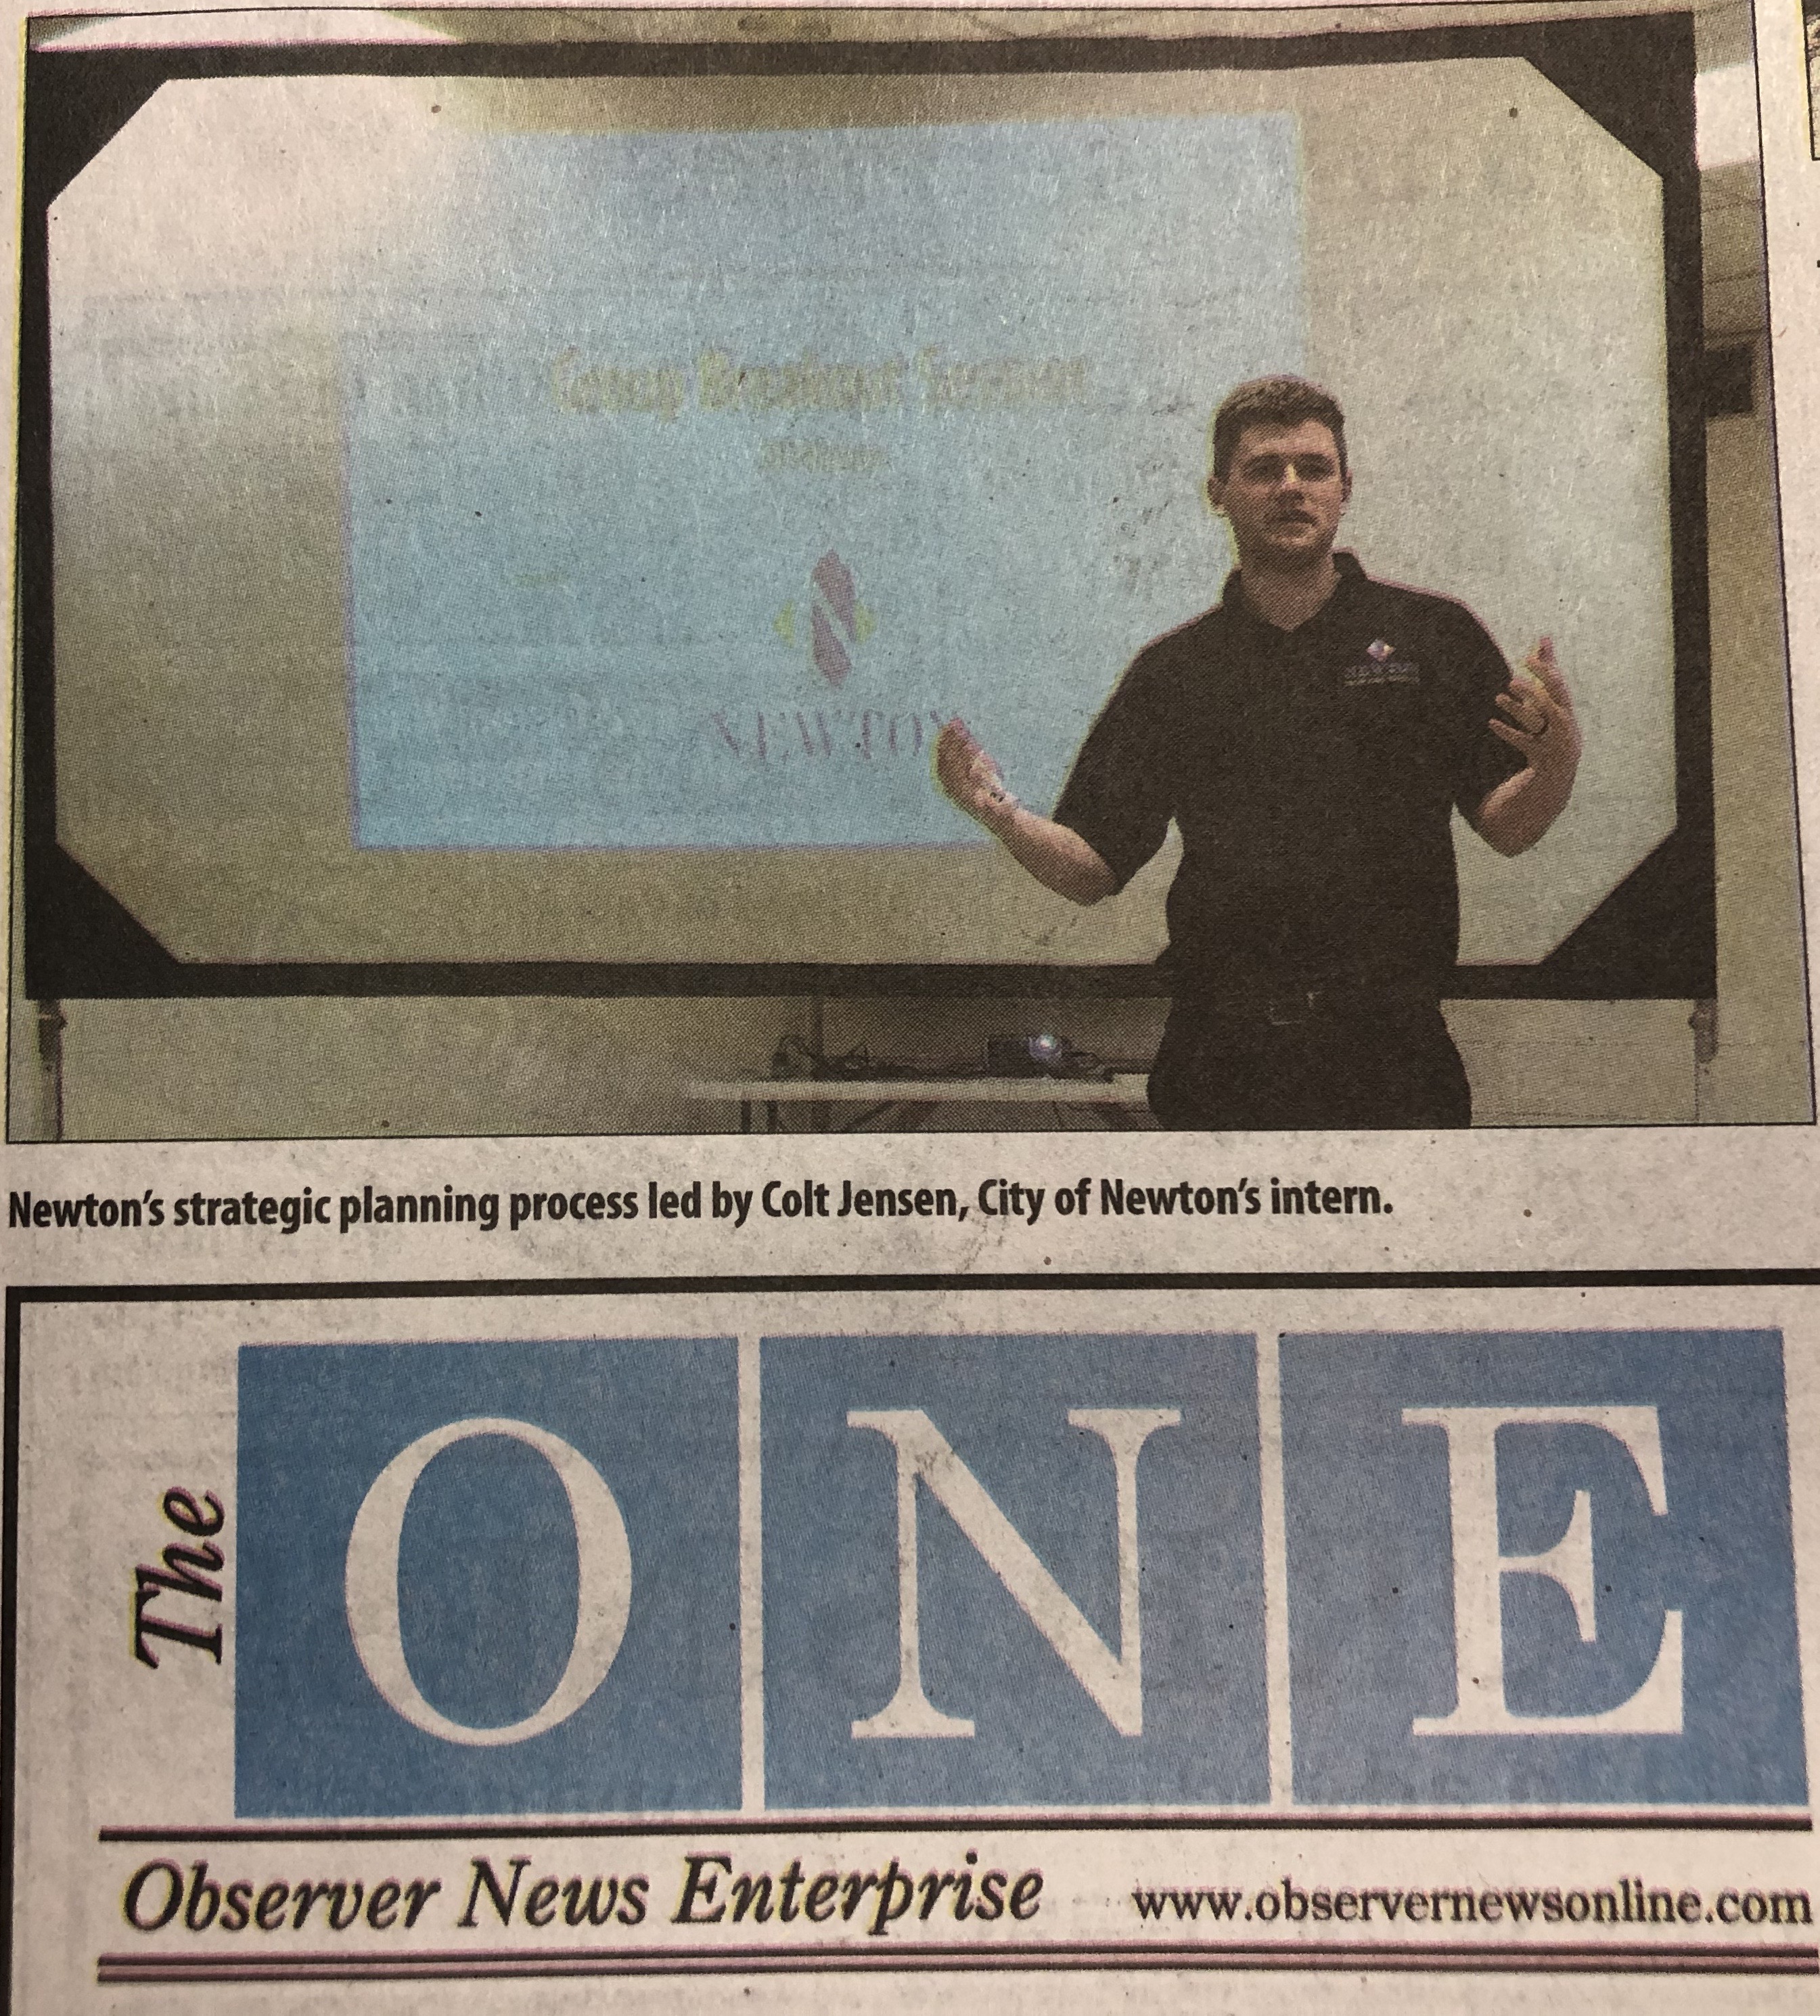 Group Breakout Session
NEWTON
NEWTON
Newton's strategic planning process led by Colt Jensen, City of Newton's intern.
The
ONE
Observer News Enterprise www.observernewsonline.com